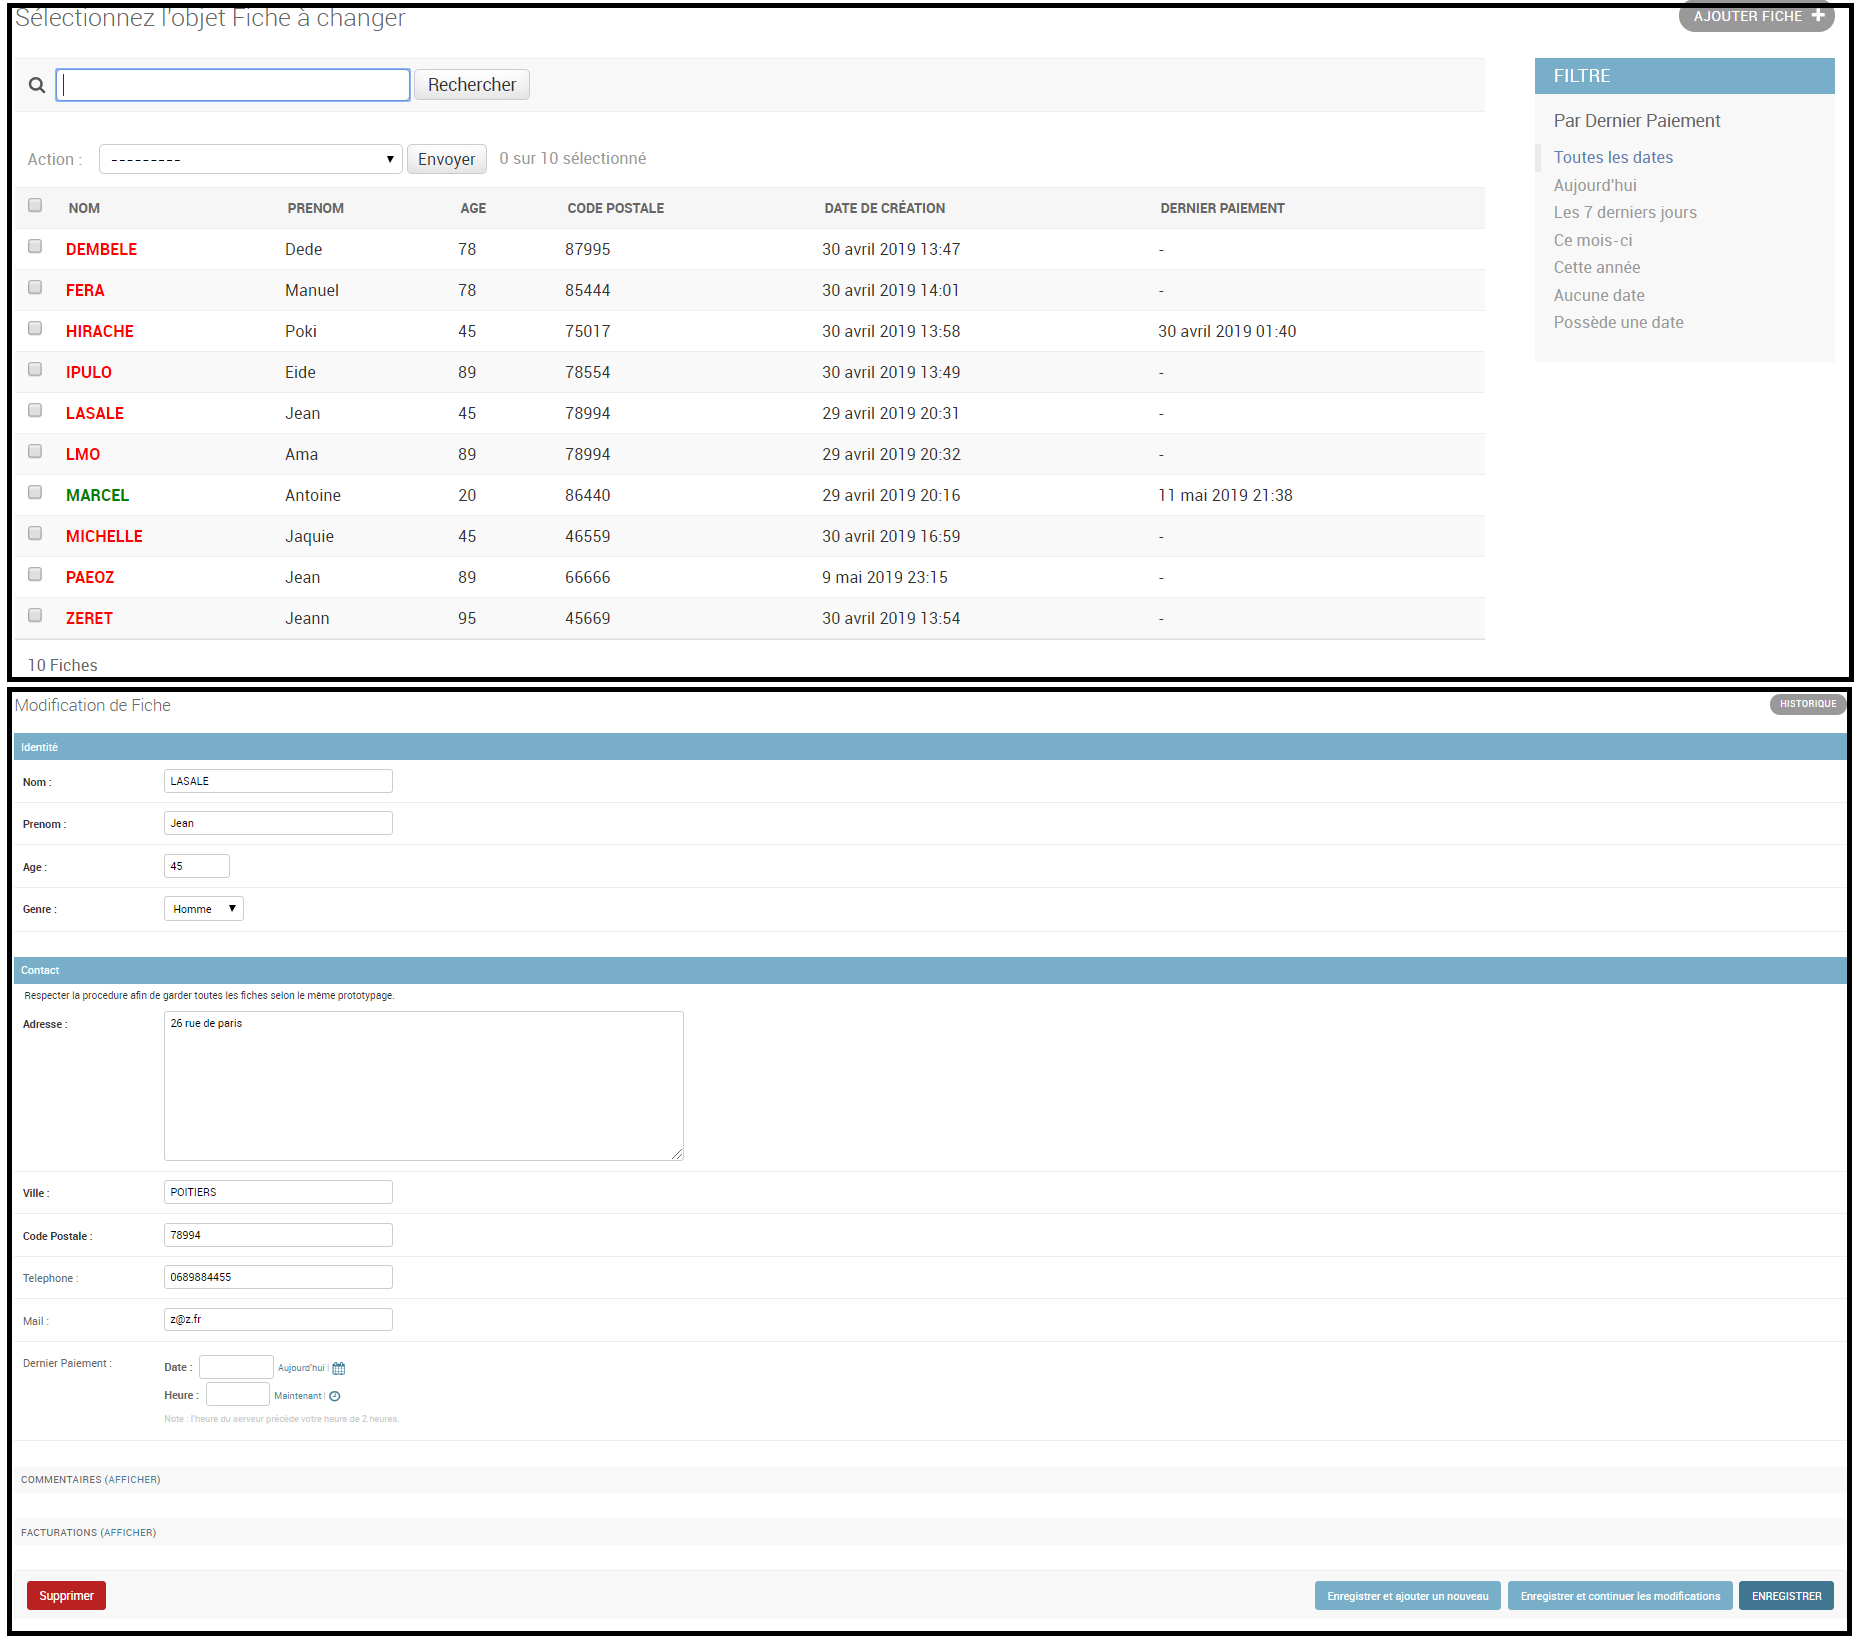 Sélectionnez l'objet Fiche à changer
AJOUTER FICHE +
Rechercher
FILTRE
Par Dernier Paiement
Toutes les dates
Aujourd'hui
Les 7 derniers jours
Ce mois-ci
Cette année
Aucune date
Possède une date
Action : --------- Envoyer 0 sur 10 sélectionné
NOM PRENOM AGE CODE POSTALE DATE DE CRÉATION DERNIER PAIEMENT
DEMBELE Dede 78 87995 30 avril 2019 13:47 -
FERA Manuel 78 85444 30 avril 2019 14:01 -
HIRACHE Poki 45 75017 30 avril 2019 13:58 30 avril 2019 01:40
IPULO Eide 89 78554 30 avril 2019 13:49 -
LASALE Jean 45 78994 29 avril 2019 20:31 -
LMO Ama 89 78994 29 avril 2019 20:32 -
MARCEL Antoine 20 86440 29 avril 2019 20:16 11 mai 2019 21:38
MICHELLE Jaquie 45 46559 30 avril 2019 16:59 -
PAEOZ Jean 89 66666 9 mai 2019 23:15 -
ZERET Jeann 95 45669 30 avril 2019 13:54 -
10 Fiches
Modification de Fiche
HISTORIQUE
Identité
Nom : LASALE
Prenom : Jean
Age : 45
Genre : Homme
Contact
Respecter la procedure afin de garder toutes les fiches selon le même prototypage.
Adresse : 26 rue de paris
Ville : POITIERS
Code Postale : 78994
Telephone : 0689884455
Mail : z@z.fr
Dernier Paiement : Date : Aujourd'hui |
Heure : Maintenant |
Note : l'heure du serveur précède votre heure de 2 heures.
COMMENTAIRES (AFFICHER)
FACTURATIONS (AFFICHER)
Supprimer Enregistrer et ajouter un nouveau Enregistrer et continuer les modifications ENREGISTRER